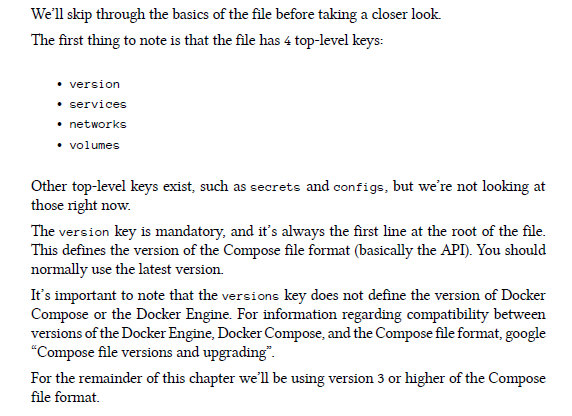 We’ll skip through the basics of the file before taking a closer look.
The first thing to note is that the file has 4 top-level keys:
• version
• services
• networks
• volumes
Other top-level keys exist, such as secrets and configs, but we’re not looking at
those right now.
The version key is mandatory, and it’s always the first line at the root of the file.
This defines the version of the Compose file format (basically the API). You should
normally use the latest version.
It’s important to note that the versions key does not define the version of Docker
Compose or the Docker Engine. For information regarding compatibility between
versions of the Docker Engine, Docker Compose, and the Compose file format, google
“Compose file versions and upgrading”.
For the remainder of this chapter we’ll be using version 3 or higher of the Compose
file format.